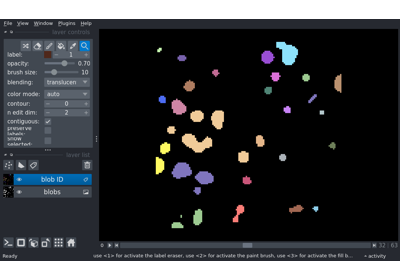 File View Window Plugins Help
layer controls
label: 1
opacity: 0.70
brush size: 10
blending: translucen
color mode: auto
contour: 0
n edit dim: 2
contiguous:
preserve labels:
show selected:
layer list
blob ID
blobs
32 63
Ready use <1> for activate the label eraser, use <2> for activate the paint brush, use <3> for activate the fill b... activity